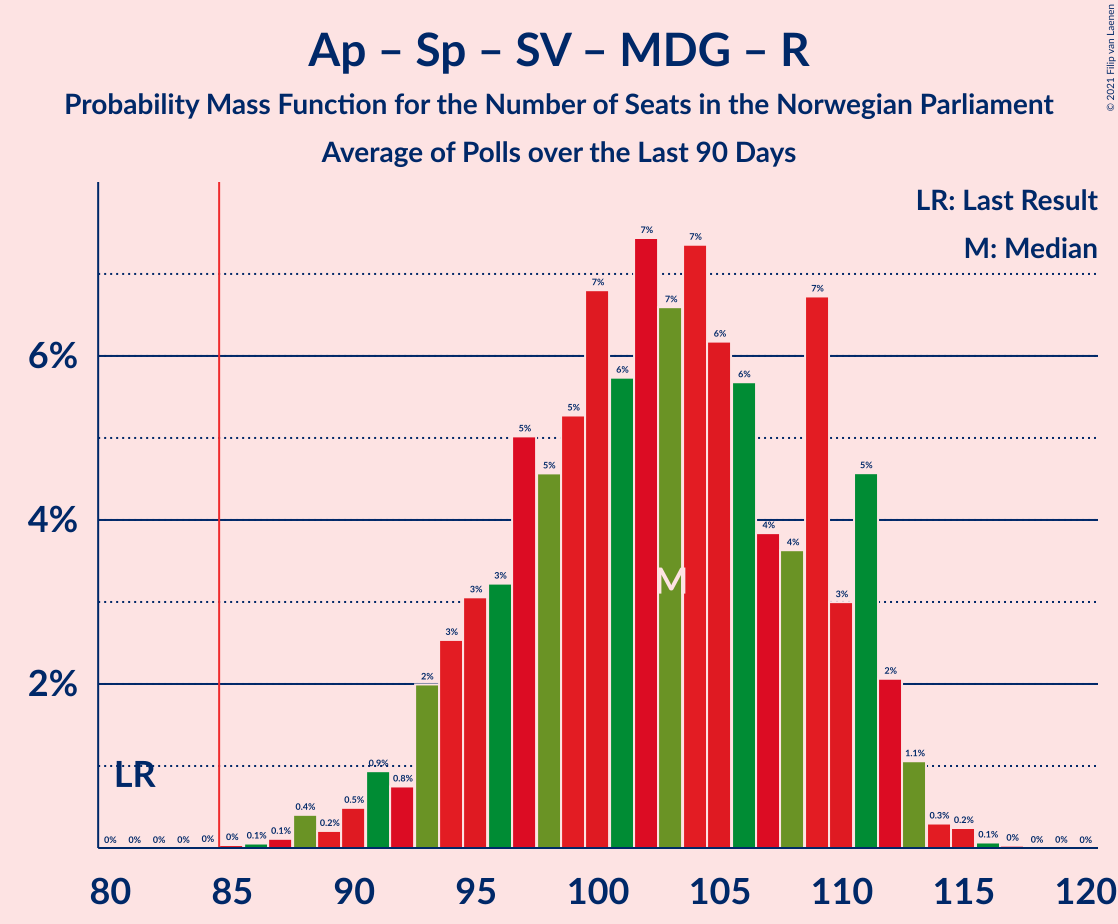 Ap – Sp – SV – MDG – R
Probability Mass Function for the Number of Seats in the Norwegian Parliament
Average of Polls over the Last 90 Days
© 2021 Filip van Laenen
LR: Last Result
M: Median
6%
4%
2%
LR
M
0% 0% 0% 0% 0% 0% 0.1% 0.1% 0.4% 0.2% 0.5% 0.9% 0.8% 2% 3% 3% 3% 5% 5% 5% 7% 6% 7% 7% 7% 6% 6% 4% 4% 7% 3% 5% 2% 1.1% 0.3% 0.2% 0.1% 0% 0% 0% 0%
80 85 90 95 100 105 110 115 120